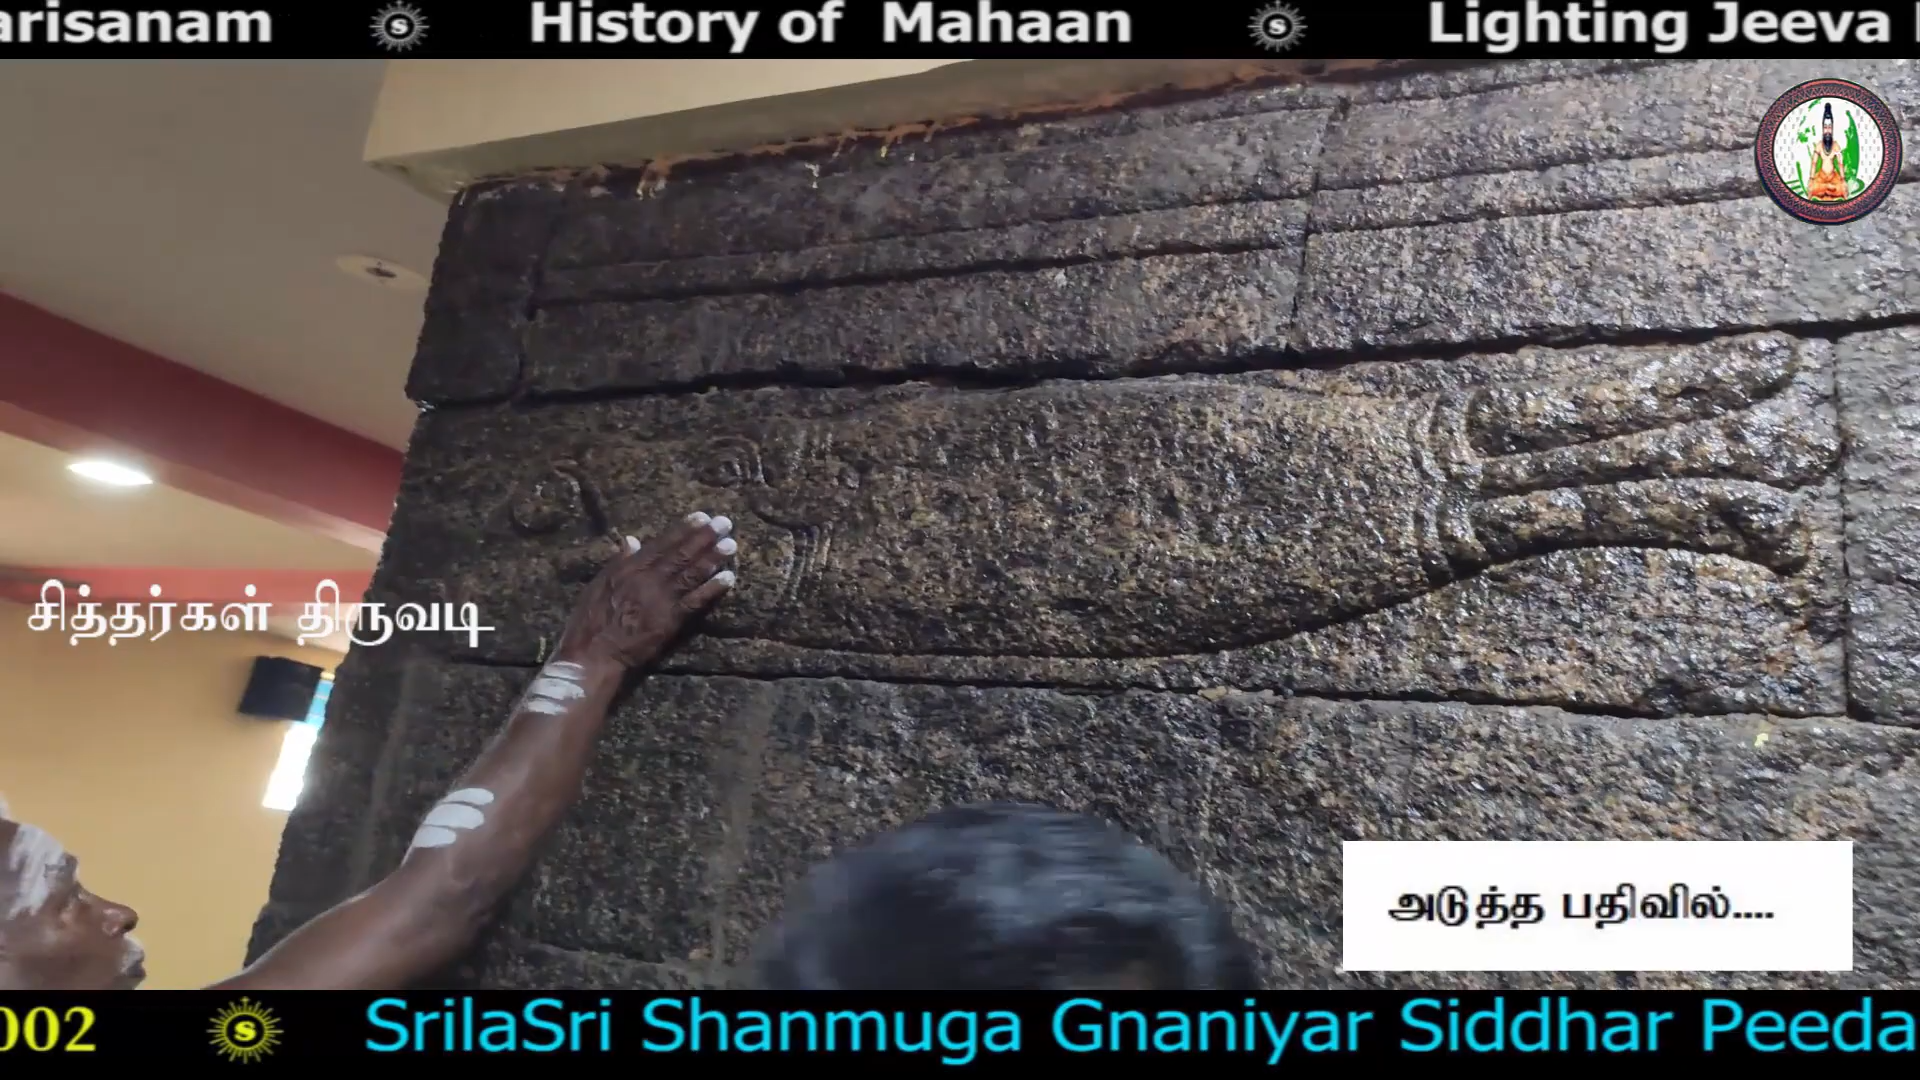 arisanam History of Mahaan Lighting Jeeva
சித்தர்கள் திருவடி
அடுத்த பதிவில்....
002 SrilaSri Shanmuga Gnaniyar Siddhar Peeda